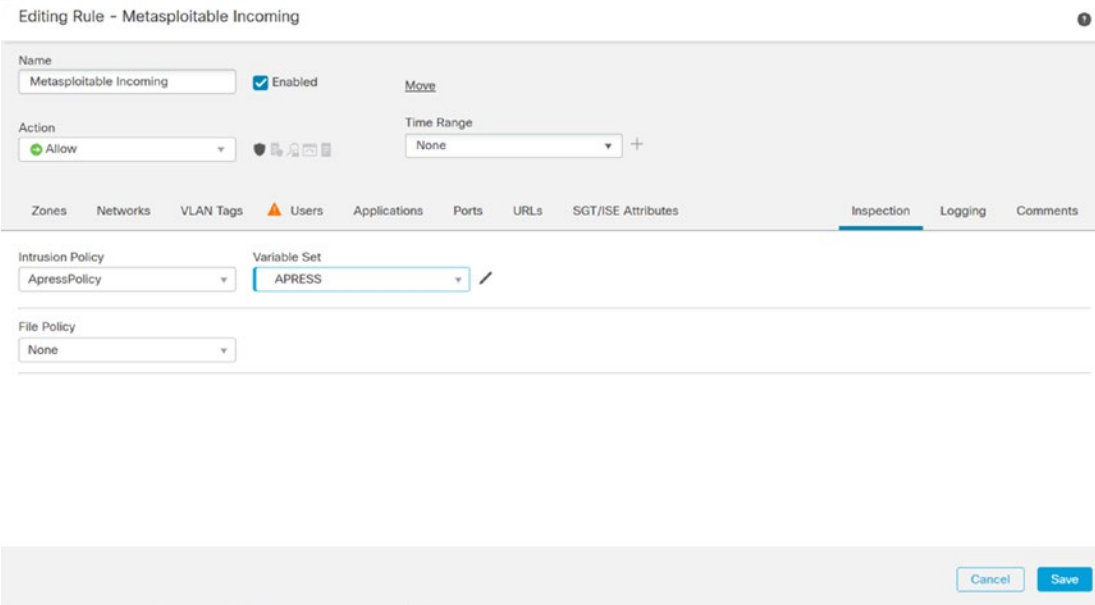 Editing Rule - Metasploitable Incoming
Name
Metasploitable Incoming
Enabled
Move
Action
Allow
Time Range
None
Zones Networks VLAN Tags Users Applications Ports URLs SGT/ISE Attributes Inspection Logging Comments
Intrusion Policy Variable Set
ApressPolicy APRESS
File Policy
None
Cancel Save